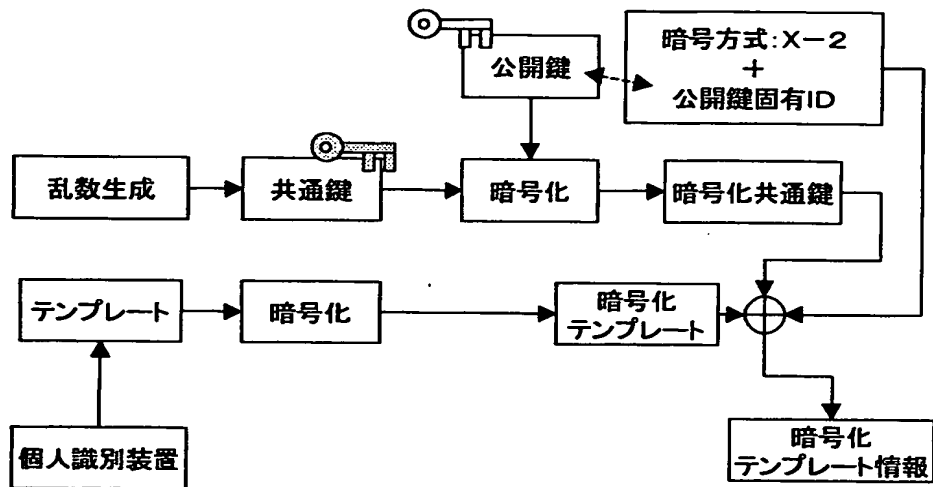 公開鍵
暗号方式:X-2
+
公開鍵固有ID
乱数生成
共通鍵
暗号化
暗号化共通鍵
テンプレート
暗号化
暗号化
テンプレート
個人識別装置
暗号化
テンプレート情報